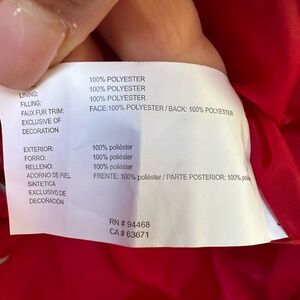 100% POLYESTER
LINING: 100% POLYESTER
FILLING: 100% POLYESTER
FAUX FUR TRIM: FACE:100% POLYESTER / BACK: 100% POLYESTER
EXCLUSIVE OF
DECORATION
EXTERIOR: 100% poliéster
FORRO: 100% poliéster
RELLENO: 100% poliéster
ADORNO DE PIEL FRENTE: 100% poliéster / PARTE POSTERIOR: 100%
SINTETICA
EXCLUSIVO DE
DECORACIÓN
RN # 94468
CA # 63671